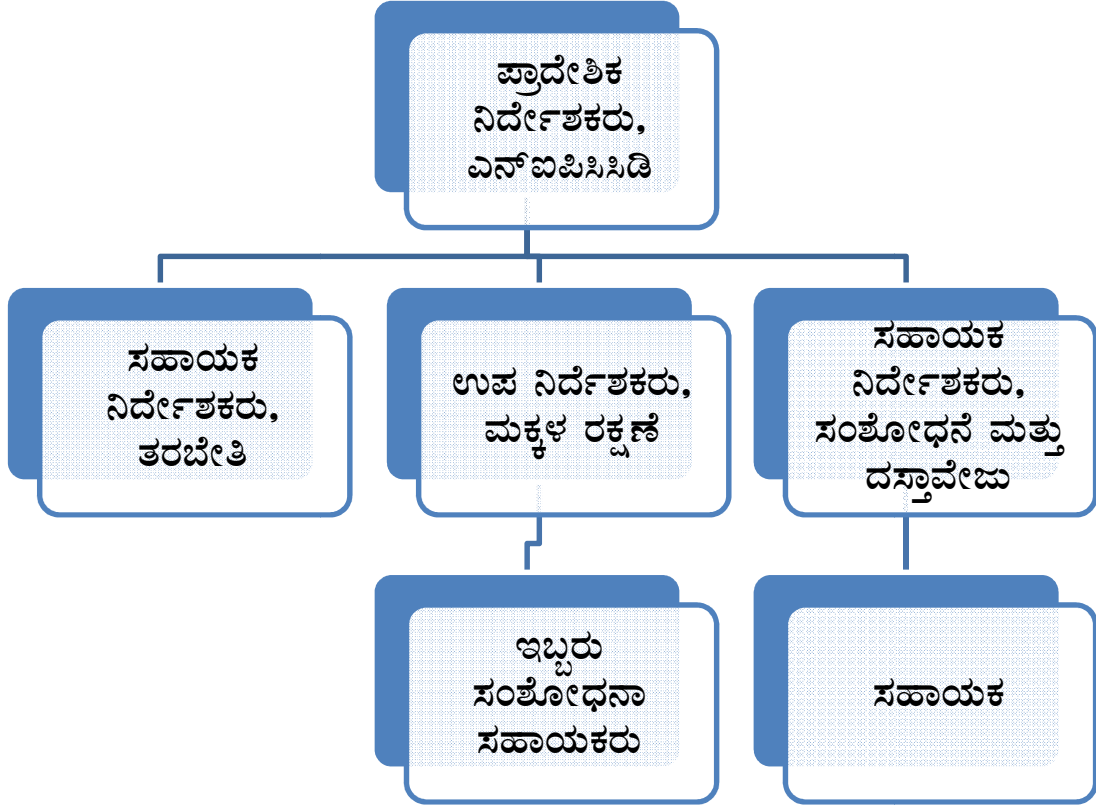 ಪ್ರಾದೇಶಿಕ
ನಿರ್ದೇಶಕರು,
ಎನ್‌ಐಪಿಸಿಸಿಡಿ
ಸಹಾಯಕ
ನಿರ್ದೇಶಕರು,
ತರಬೇತಿ
ಉಪ ನಿರ್ದೆಶಕರು,
ಮಕ್ಕಳ ರಕ್ಷಣೆ
ಸಹಾಯಕ
ನಿರ್ದೇಶಕರು,
ಸಂಶೋಧನೆ ಮತ್ತು
ದಸ್ತಾವೇಜು
ಇಬ್ಬರು
ಸಂಶೋಧನಾ
ಸಹಾಯಕರು
ಸಹಾಯಕ